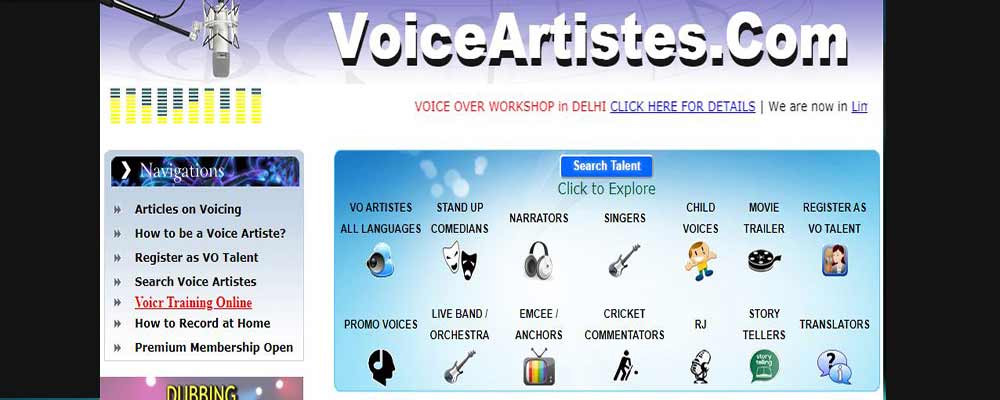 VoiceArtistes.Com
VOICE OVER WORKSHOP in DELHI CLICK HERE FOR DETAILS | We are now in Lin
Navigations
Articles on Voicing
How to be a Voice Artiste?
Register as VO Talent
Search Voice Artistes
Voicr Training Online
How to Record at Home
Premium Membership Open
DUBBING
Search Talent
Click to Explore
VO ARTISTES
ALL LANGUAGES
STAND UP
COMEDIANS
NARRATORS
SINGERS
CHILD
VOICES
MOVIE
TRAILER
REGISTER AS
VO TALENT
PROMO VOICES
LIVE BAND /
ORCHESTRA
EMCEE /
ANCHORS
CRICKET
COMMENTATORS
RJ
STORY
TELLERS
story
telling
TRANSLATORS